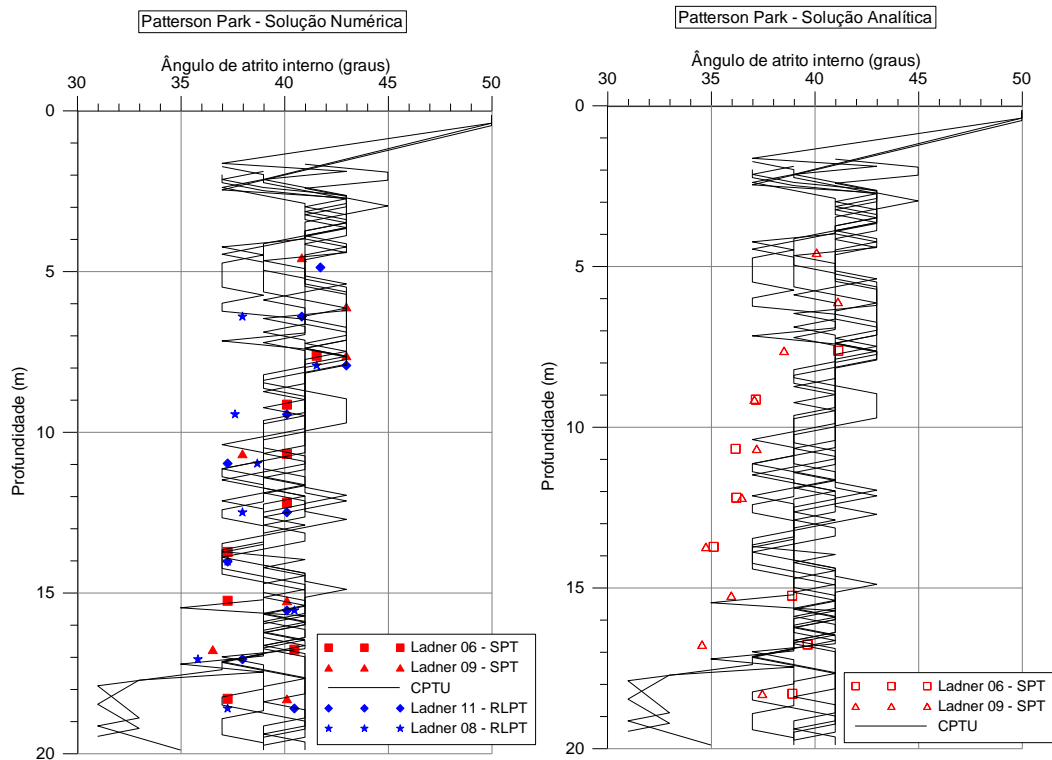 Patterson Park - Solução Numérica
Ângulo de atrito interno (graus)
30 35 40 45 50
0
5
10
15
20
Profundidade (m)
Ladner 06 - SPT
Ladner 09 - SPT
CPTU
Ladner 11 - RLPT
Ladner 08 - RLPT
Patterson Park - Solução Analítica
Ângulo de atrito interno (graus)
30 35 40 45 50
0
5
10
15
20
Profundidade (m)
Ladner 06 - SPT
Ladner 09 - SPT
CPTU